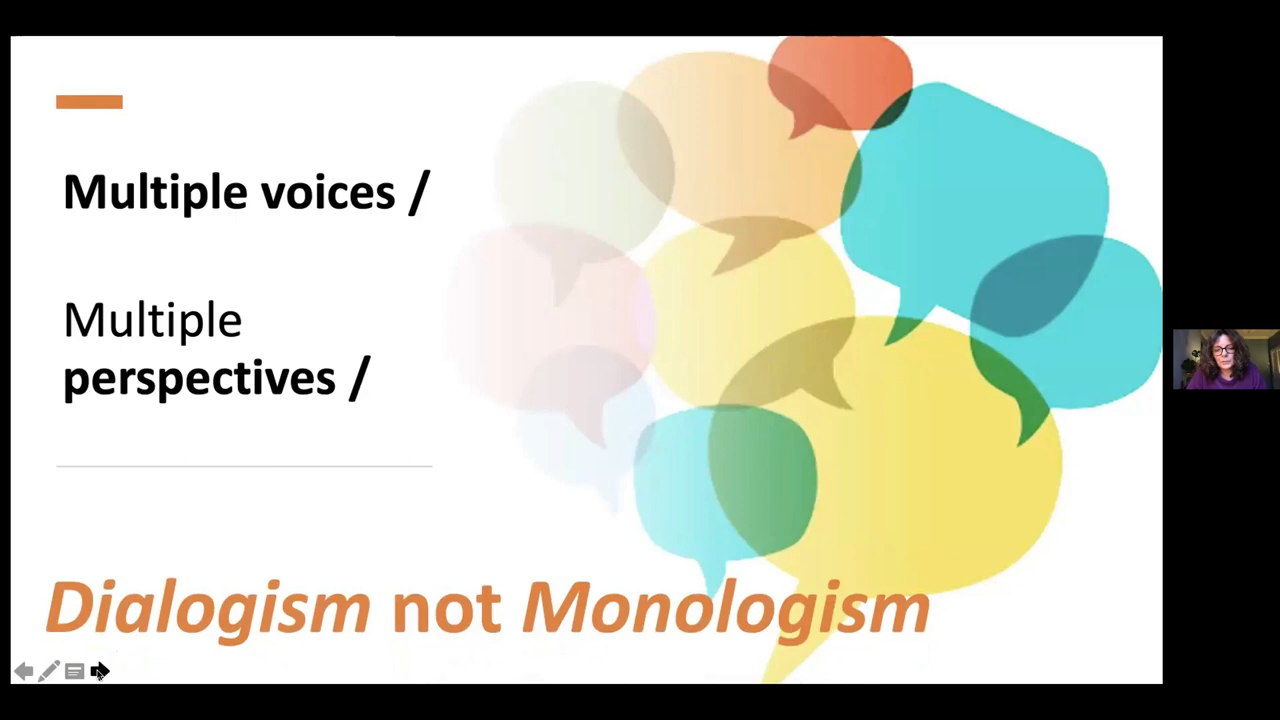 Multiple voices /
Multiple
perspectives /
Dialogism not Monologism